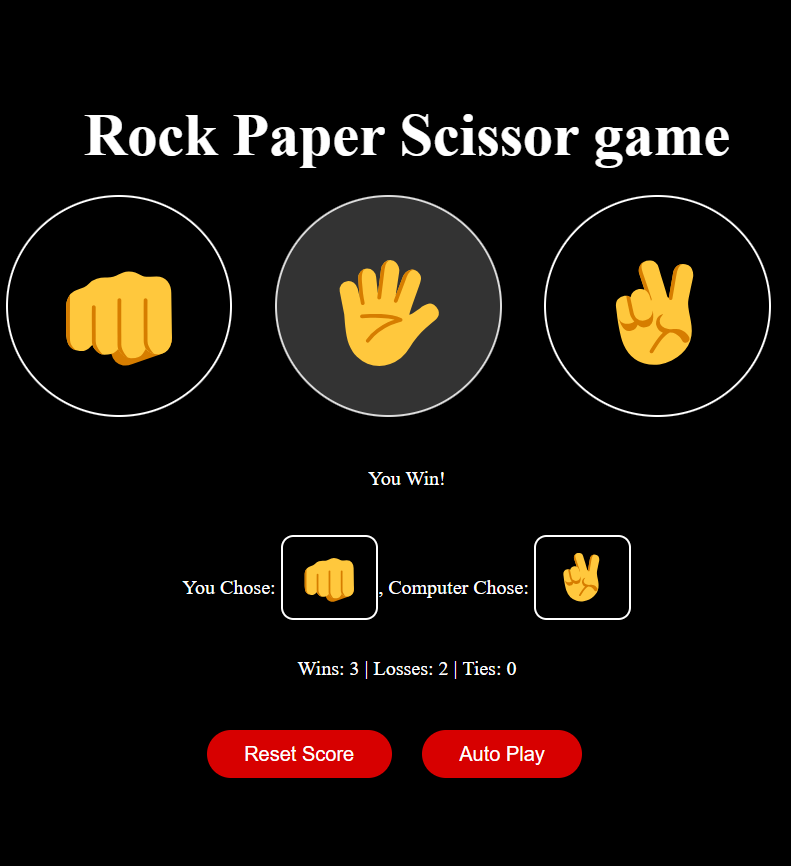 Rock Paper Scissor game
You Win!
You Chose: , Computer Chose:
Wins: 3 | Losses: 2 | Ties: 0
Reset Score Auto Play